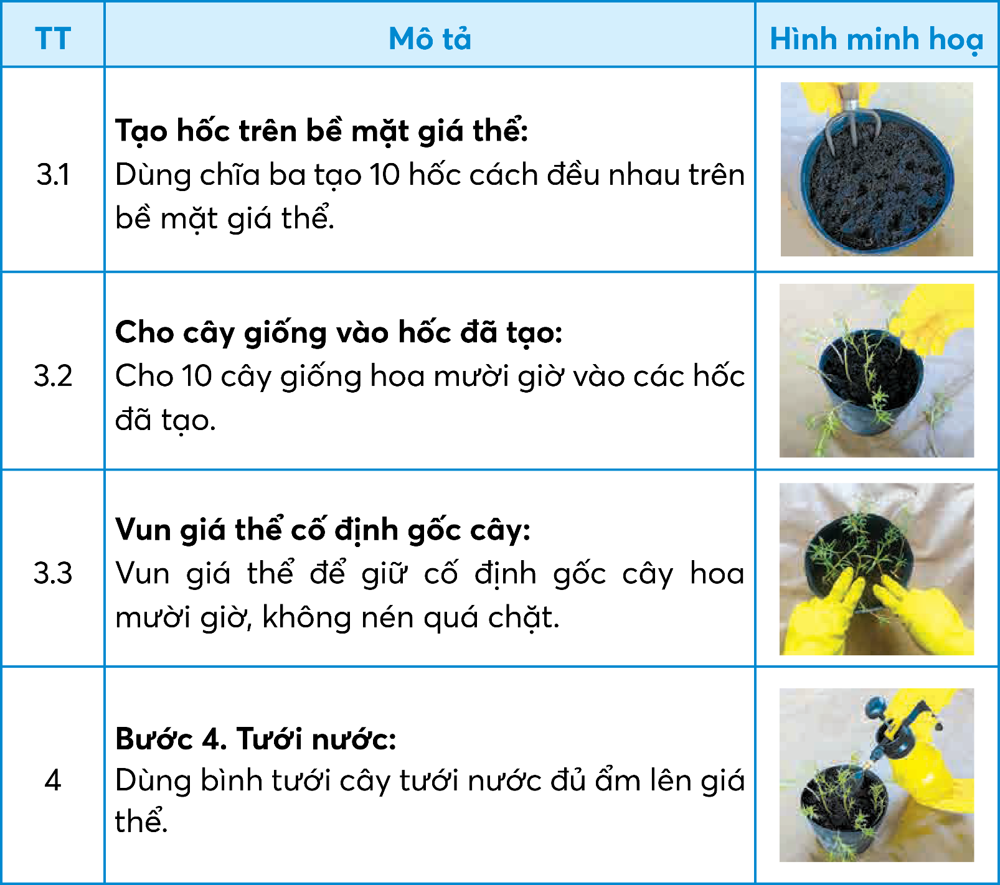 TT Mô tả Hình minh hoạ
3.1
Tạo hốc trên bề mặt giá thể:
Dùng chĩa ba tạo 10 hốc cách đều nhau trên
bề mặt giá thể.
3.2
Cho cây giống vào hốc đã tạo:
Cho 10 cây giống hoa mười giờ vào các hốc
đã tạo.
3.3
Vun giá thể cố định gốc cây:
Vun giá thể để giữ cố định gốc cây hoa
mười giờ, không nén quá chặt.
4
Bước 4. Tưới nước:
Dùng bình tưới cây tưới nước đủ ẩm lên giá
thể.